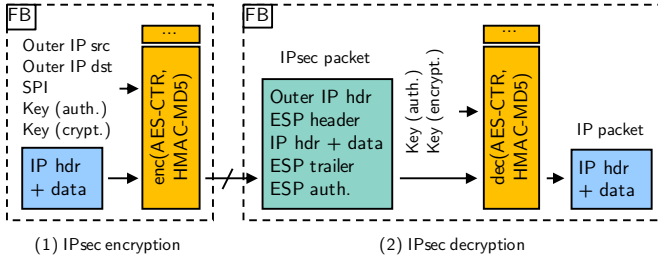 FB
...
Outer IP src
Outer IP dst
SPI
Key (auth.)
Key (crypt.)
IP hdr
+ data
enc(AES-CTR,
HMAC-MD5)
(1) IPsec encryption
FB
IPsec packet
Outer IP hdr
ESP header
IP hdr + data
ESP trailer
ESP auth.
Key (auth.)
Key (encrypt.)
...
dec(AES-CTR,
HMAC-MD5)
IP packet
IP hdr
+ data
(2) IPsec decryption